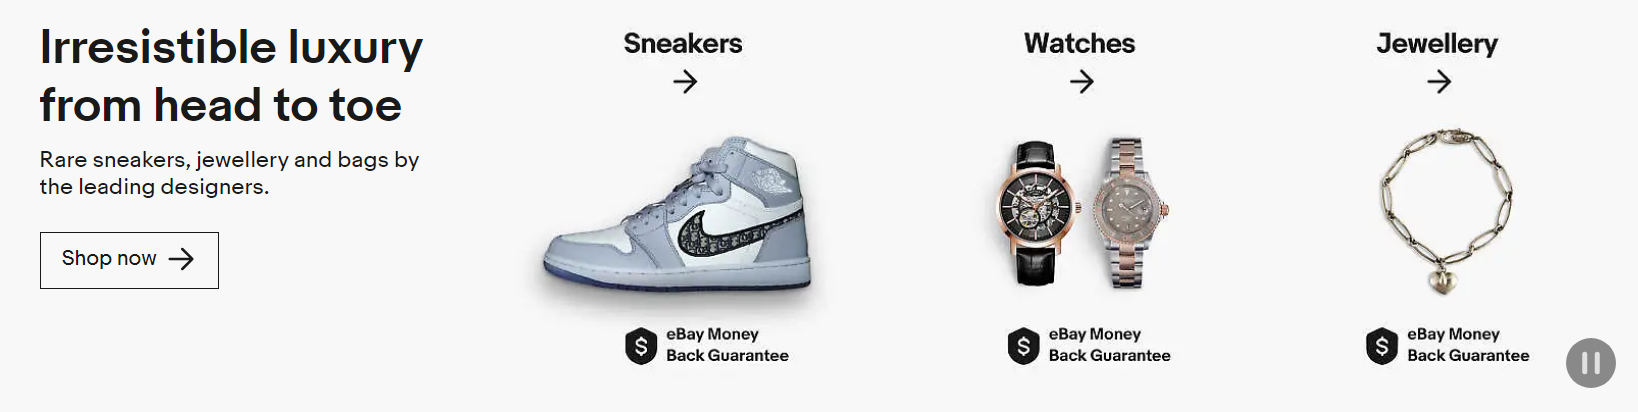 Irresistible luxury
from head to toe
Rare sneakers, jewellery and bags by
the leading designers.
Shop now
Sneakers
eBay Money
Back Guarantee
Watches
eBay Money
Back Guarantee
Jewellery
eBay Money
Back Guarantee